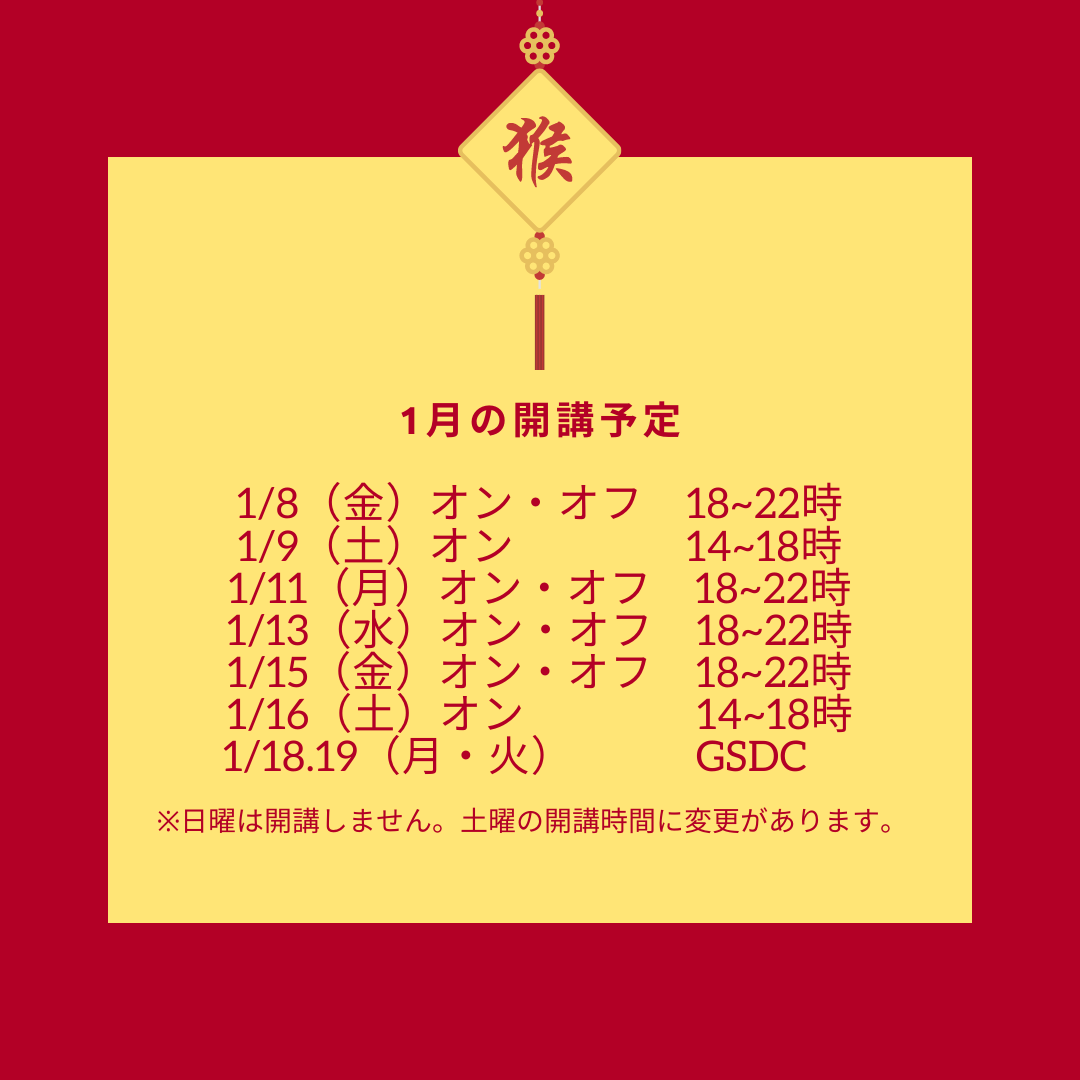 猴
1月の開講予定
1/8（金）オン・オフ　18~22時
1/9（土）オン　　　　14~18時
1/11（月）オン・オフ　18~22時
1/13（水）オン・オフ　18~22時
1/15（金）オン・オフ　18~22時
1/16（土）オン　　　　14~18時
1/18.19（月・火）　　　GSDC
※日曜は開講しません。土曜の開講時間に変更があります。